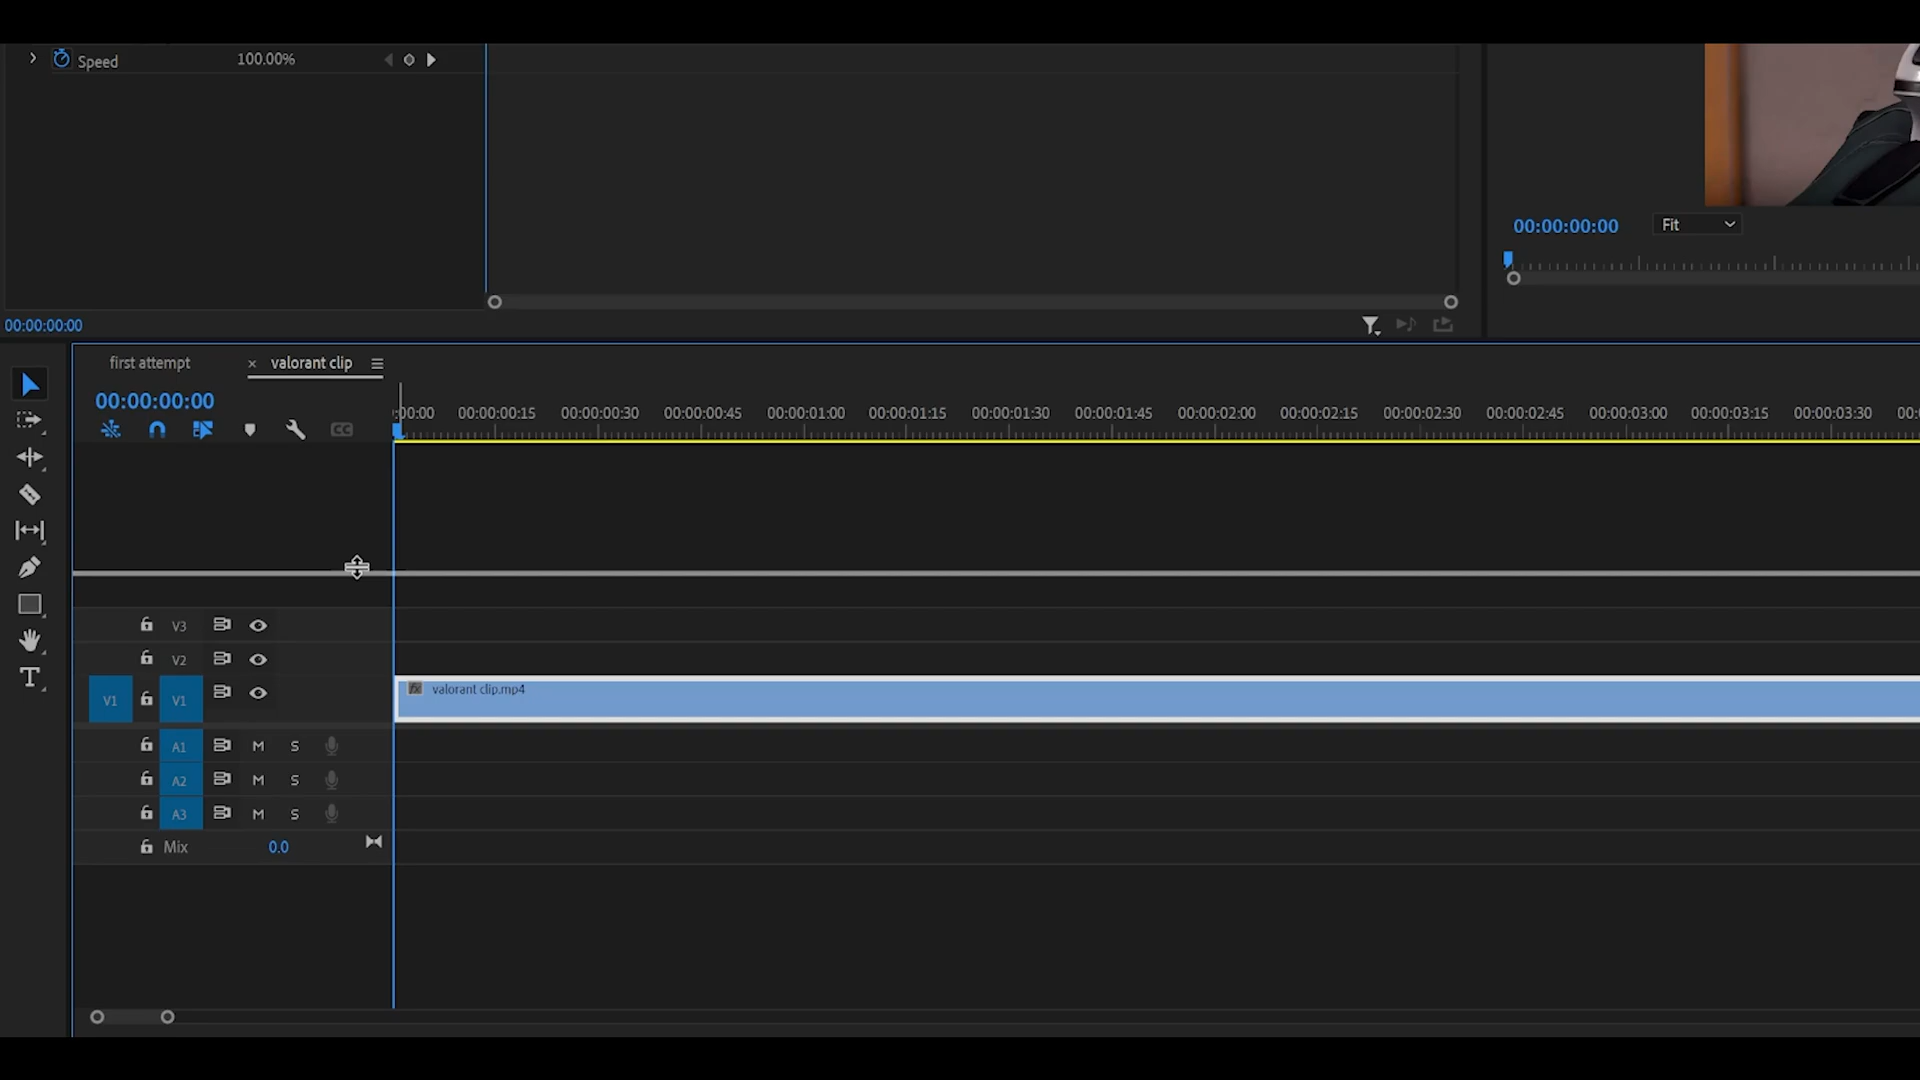 Speed 100.00%
00:00:00:00 Fit
00:00:00:00
first attempt × valorant clip
00:00:00:00
:00:00 00:00:00:15 00:00:00:30 00:00:00:45 00:00:01:00 00:00:01:15 00:00:01:30 00:00:01:45 00:00:02:00 00:00:02:15 00:00:02:30 00:00:02:45 00:00:03:00 00:00:03:15 00:00:03:30 00:
CC
V3
V2
fx valorant clip.mp4
V1 V1
A1 M S
A2 M S
A3 M S
Mix 0.0
T